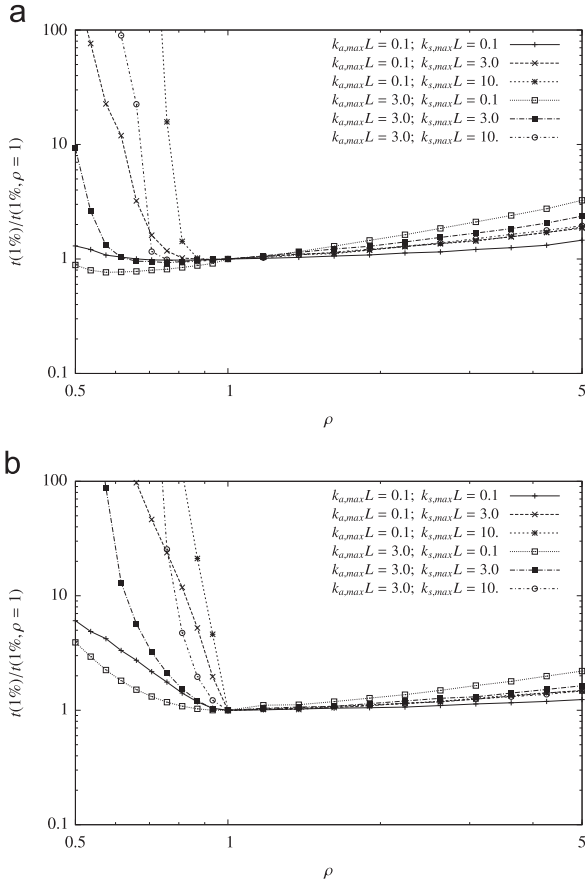 a
100
10
1
0.1
0.5
1
5
t(1%)/t(1%, ρ = 1)
ρ
k_{a,max}L = 0.1; k_{s,max}L = 0.1
k_{a,max}L = 0.1; k_{s,max}L = 3.0
k_{a,max}L = 0.1; k_{s,max}L = 10.
k_{a,max}L = 3.0; k_{s,max}L = 0.1
k_{a,max}L = 3.0; k_{s,max}L = 3.0
k_{a,max}L = 3.0; k_{s,max}L = 10.
b
100
10
1
0.1
0.5
1
5
t(1%)/t(1%, ρ = 1)
ρ
k_{a,max}L = 0.1; k_{s,max}L = 0.1
k_{a,max}L = 0.1; k_{s,max}L = 3.0
k_{a,max}L = 0.1; k_{s,max}L = 10.
k_{a,max}L = 3.0; k_{s,max}L = 0.1
k_{a,max}L = 3.0; k_{s,max}L = 3.0
k_{a,max}L = 3.0; k_{s,max}L = 10.